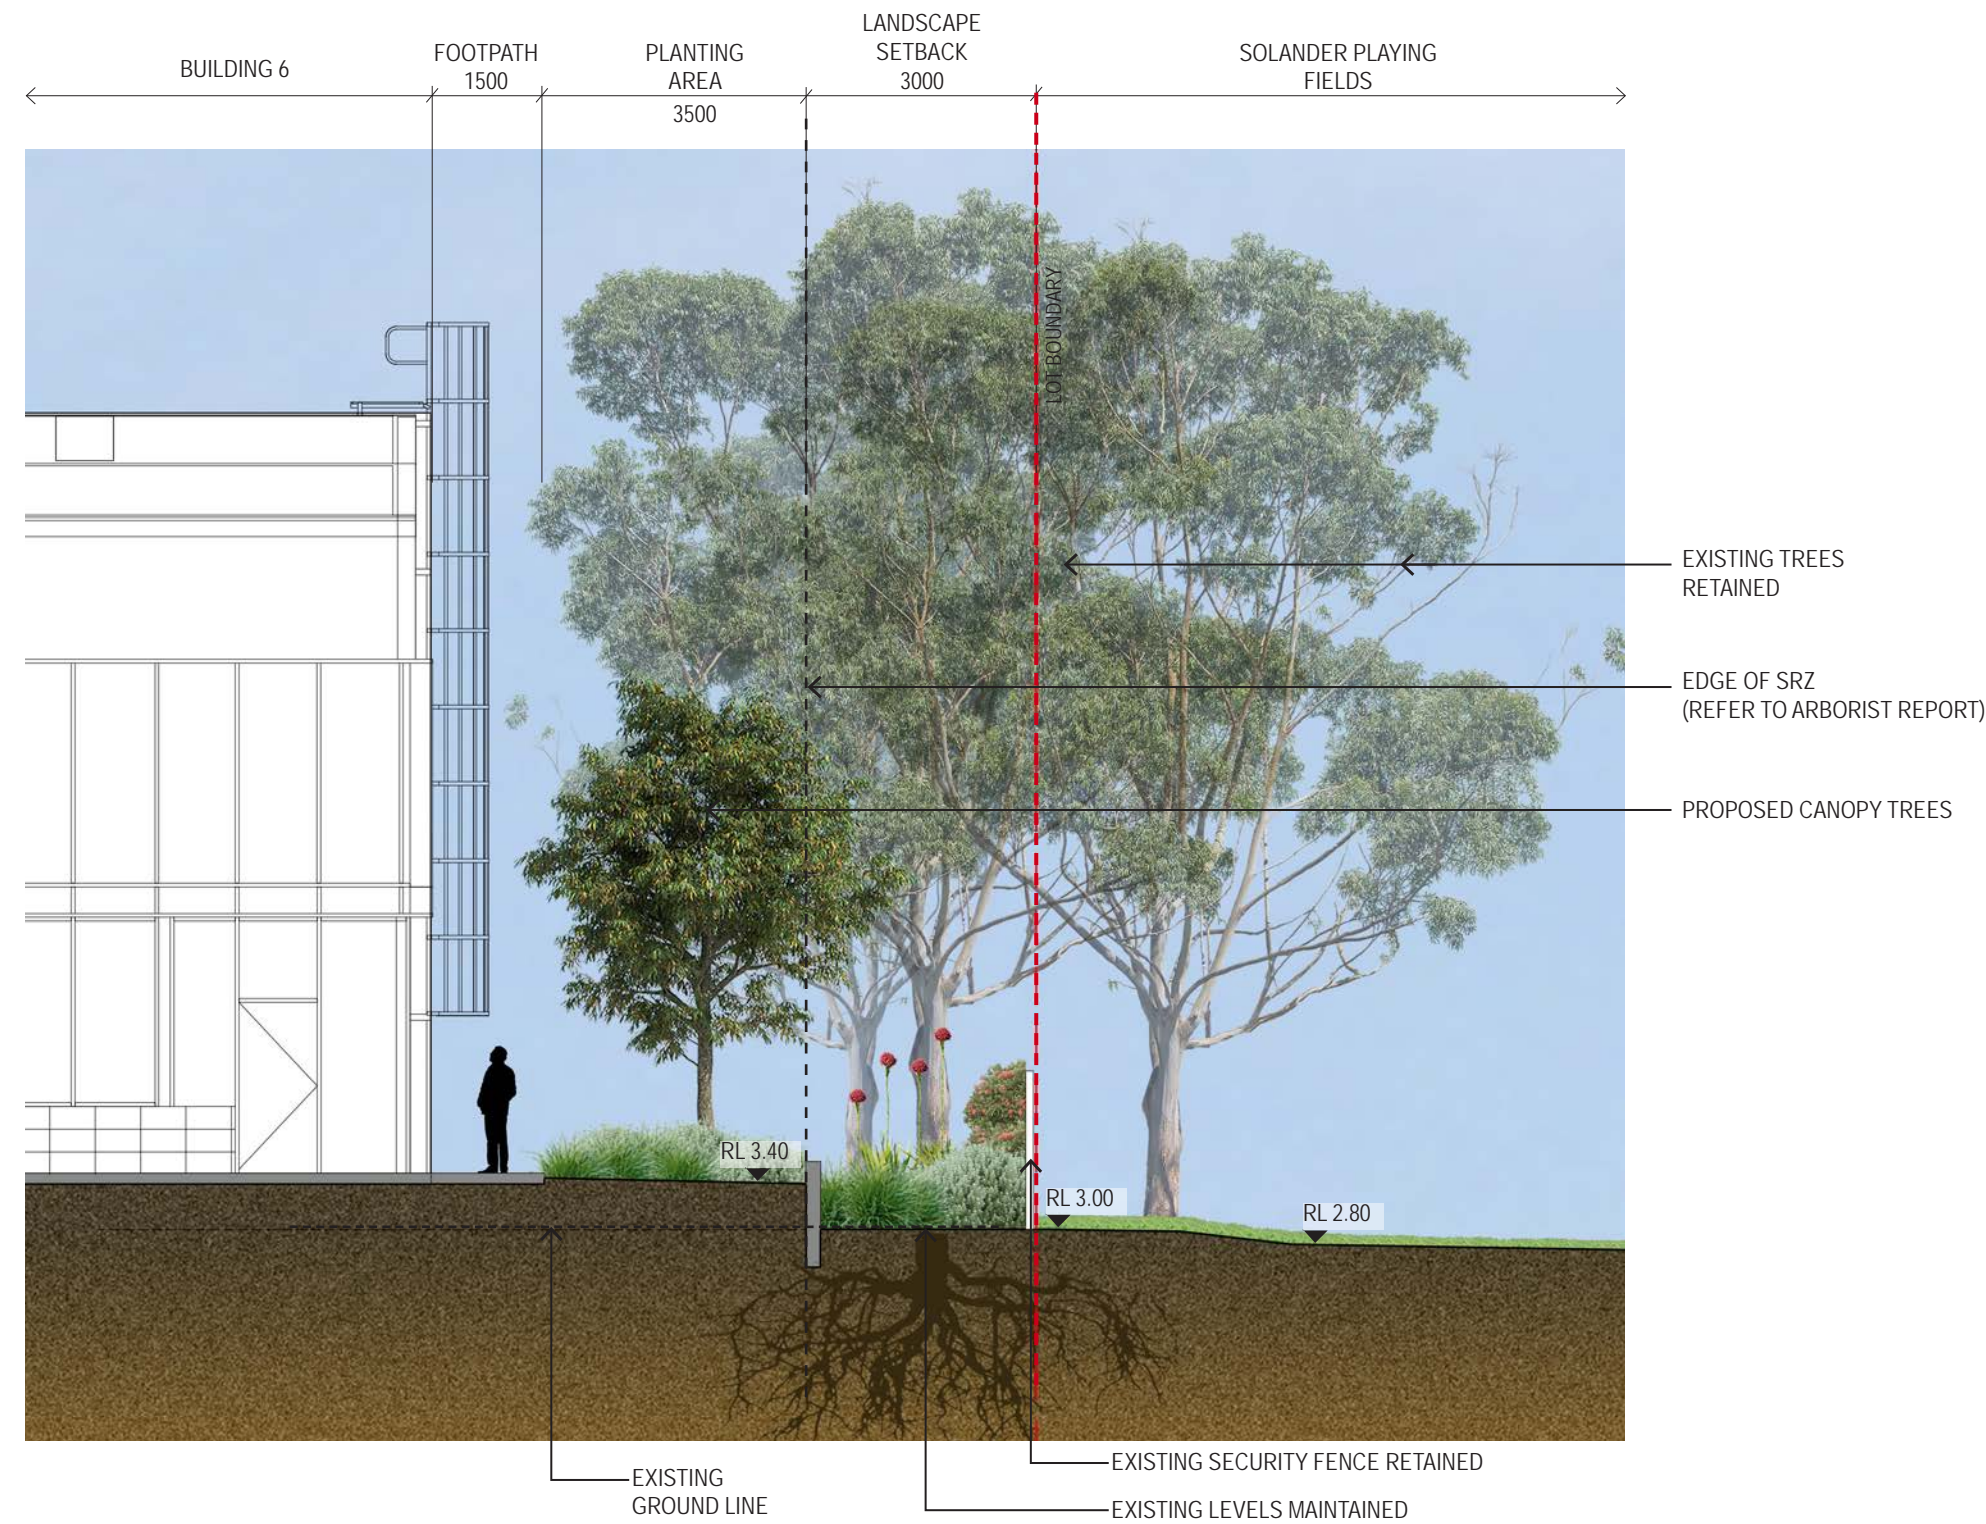 BUILDING 6
FOOTPATH
1500
PLANTING
AREA
3500
LANDSCAPE
SETBACK
3000
SOLANDER PLAYING
FIELDS
LOT BOUNDARY
EXISTING TREES
RETAINED
EDGE OF SRZ
(REFER TO ARBORIST REPORT)
PROPOSED CANOPY TREES
RL 3.40
RL 3.00
RL 2.80
EXISTING SECURITY FENCE RETAINED
EXISTING
GROUND LINE
EXISTING LEVELS MAINTAINED